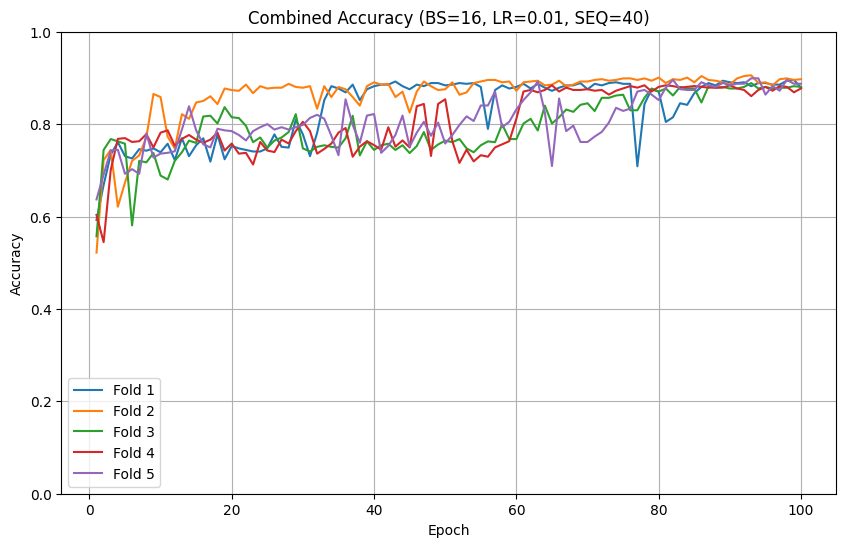 Combined Accuracy (BS=16, LR=0.01, SEQ=40)
1.0
0.8
0.6
0.4
0.2
0.0
Accuracy
Fold 1
Fold 2
Fold 3
Fold 4
Fold 5
0 20 40 60 80 100
Epoch